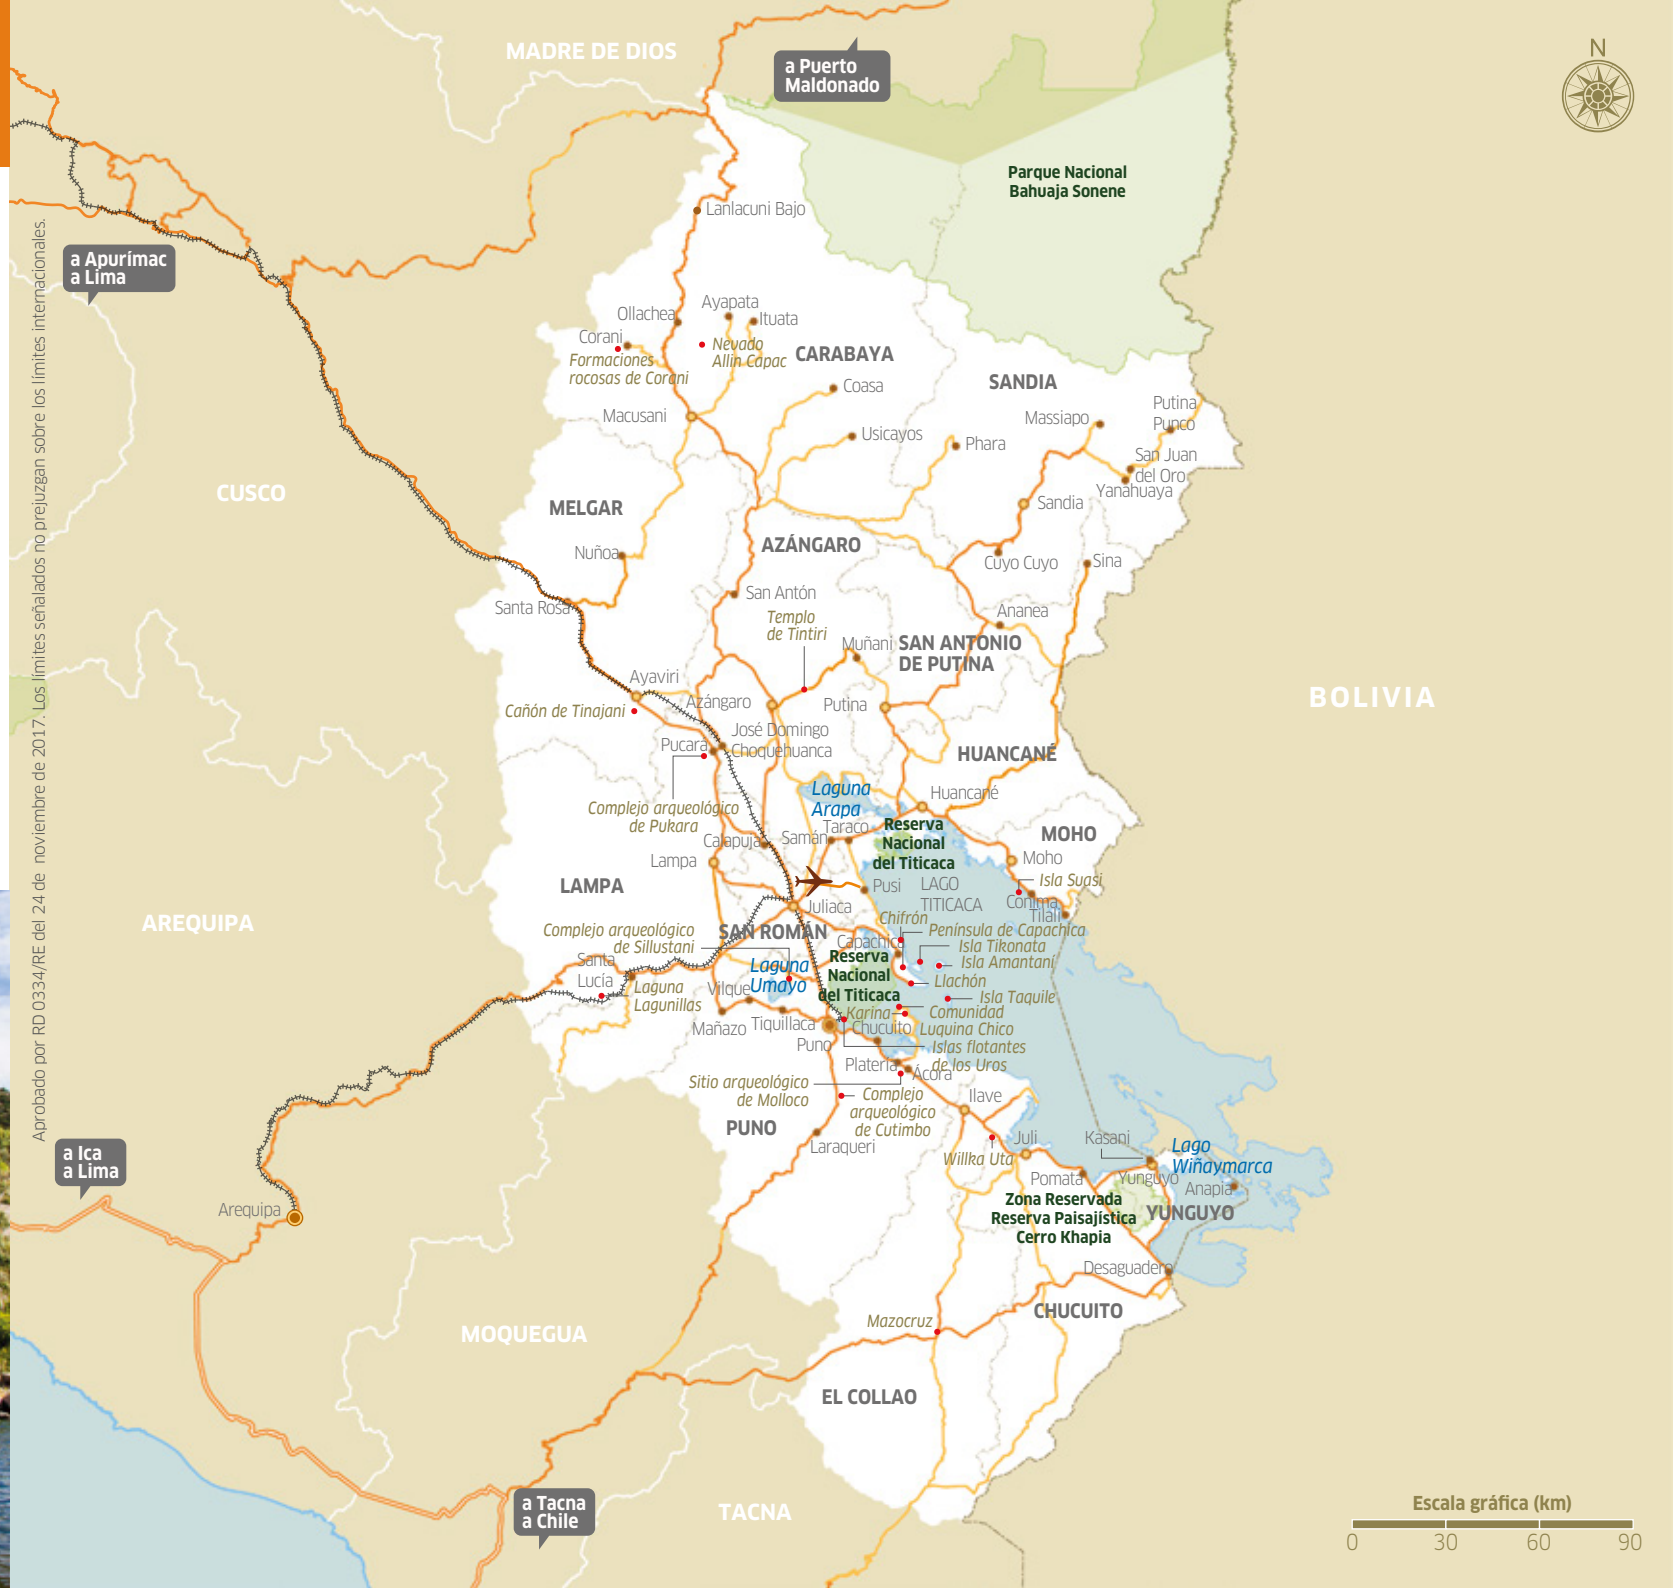 MADRE DE DIOS
a Puerto
Maldonado
N
Parque Nacional
Bahuaja Sonene
Lanlacuni Bajo
a Apurímac
a Lima
Aprobado por RD 0334/RE del 24 de noviembre de 2017. Los límites señalados no prejuzgan sobre los límites internacionales.
Ollachea
Ayapata
Ituata
Corani
Formaciones
rocosas de Corani
Nevado
Allin Capac
CARABAYA
SANDIA
Coasa
Macusani
Usicayos
Phara
Massiapo
Putina
Punco
San Juan
del Oro
Yanahuaya
CUSCO
MELGAR
Sandia
AZÁNGARO
Nuñoa
Cuyo Cuyo
Sina
Santa Rosa
San Antón
Templo
de Tintiri
Ananea
Muñani
SAN ANTONIO
DE PUTINA
Ayaviri
Azángaro
Putina
BOLIVIA
Cañón de Tinajani
José Domingo
Choquehuanca
Pucará
HUANCANÉ
Laguna
Arapa
Huancané
Complejo arqueológico
de Pukara
Calapuja
Samán
Taraco
Reserva
Nacional
del Titicaca
MOHO
Moho
Lampa
LAMPA
Isla Suasi
Pusi
LAGO
TITICACA
Conima
Tilali
Juliaca
AREQUIPA
Complejo arqueológico
de Sillustani
SAN ROMÁN
Chifrón
Península de Capachica
Capachica
Isla Tikonata
Isla Amantaní
Reserva
Nacional
del Titicaca
Santa
Lucía
Laguna
Lagunillas
Laguna
Umayo
Vilque
Llachón
Isla Taquile
Karina
Comunidad
Luquina Chico
Mañazo
Tiquillaca
Chucuito
Puno
Islas flotantes
de los Uros
Platería
Ácora
Sitio arqueológico
de Molloco
Complejo
arqueológico
de Cutimbo
Ilave
PUNO
Laraqueri
Juli
Willka Uta
Kasani
Lago
Wiñaymarca
a Ica
a Lima
Pomata
Yunguyo
Anapia
Zona Reservada
Reserva Paisajística
Cerro Khapia
YUNGUYO
Arequipa
Desaguadero
CHUCUITO
Mazocruz
MOQUEGUA
EL COLLAO
a Tacna
a Chile
TACNA
Escala gráfica (km)
0 30 60 90